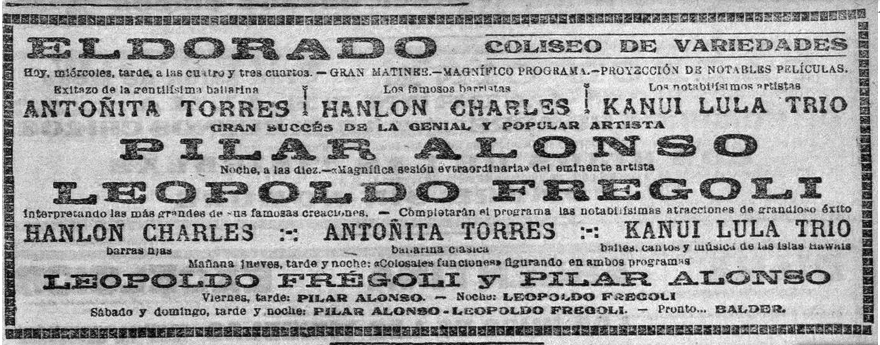 ELDORADO COLISEO DE VARIEDADES
Hoy, miércoles, tarde, a las cuatro y tres cuartos. — GRAN MATINEE.—MAGNÍFICO PROGRAMA.—PROYECCIÓN DE NOTABLES PELÍCULAS.
Exitazo de la gentilísima bailarina Los famosos barristas Los notabilísimos artistas
ANTOÑITA TORRES HANLON CHARLES KANUI LULA TRIO
GRAN SUCCÉS DE LA GENIAL Y POPULAR ARTISTA
PILAR ALONSO
Noche, a las diez.—«Magnífica sesión extraordinaria» del eminente artista
LEOPOLDO FREGOLI
interpretando las más grandes de sus famosas creaciones. — Completarán el programa las notabilísimas atracciones de grandioso éxito
HANLON CHARLES :-: ANTOÑITA TORRES :-: KANUI LULA TRIO
barras fijas bailarina clásica bailes, cantos y música de las islas Hawais
Mañana jueves, tarde y noche: «Colosales funciones» figurando en ambos programas
LEOPOLDO FRÉGOLI y PILAR ALONSO
Viernes, tarde: PILAR ALONSO. — Noche: LEOPOLDO FREGOLI
Sábado y domingo, tarde y noche: PILAR ALONSO-LEOPOLDO FREGOLI. — Pronto... BALDER.